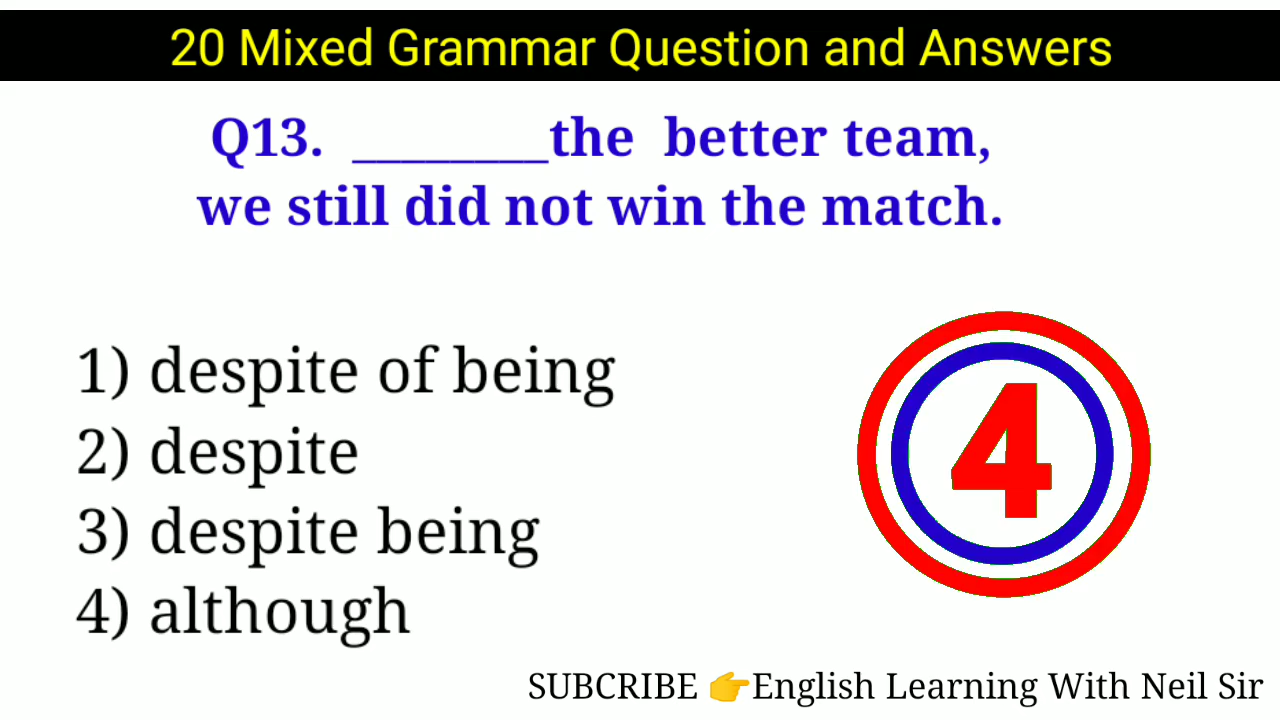 20 Mixed Grammar Question and Answers
Q13. ________the better team,
we still did not win the match.
1) despite of being
2) despite
3) despite being
4) although
4
SUBCRIBE 👉English Learning With Neil Sir